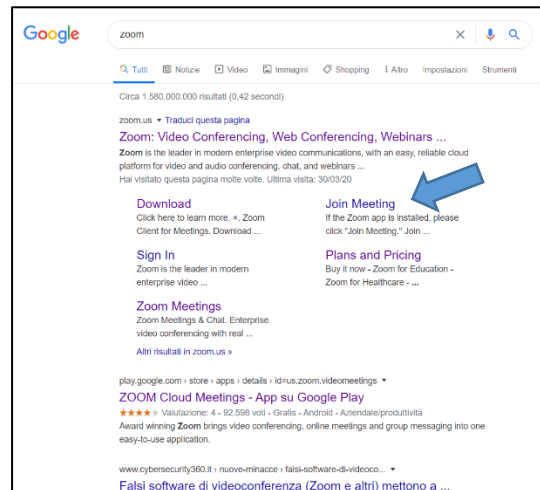 Google
zoom
Tutti Notizie Video Immagini Shopping Altro Impostazioni Strumenti
Circa 1.580.000.000 risultati (0,42 secondi)
zoom.us Traduci questa pagina
Zoom: Video Conferencing, Web Conferencing, Webinars ...
Zoom is the leader in modern enterprise video communications, with an easy, reliable cloud
platform for video and audio conferencing, chat, and webinars ...
Hai visitato questa pagina molte volte. Ultima visita: 30/03/20
Download
Click here to learn more. ×. Zoom
Client for Meetings. Download ...
Join Meeting
If the Zoom app is installed, please
click "Join Meeting." Join ...
Sign In
Zoom is the leader in modern
enterprise video ...
Plans and Pricing
Buy it now - Zoom for Education -
Zoom for Healthcare - ...
Zoom Meetings
Zoom Meetings & Chat. Enterprise
video conferencing with real ...
Altri risultati in zoom.us »
play.google.com › store › apps › details › id=us.zoom.videomeetings
ZOOM Cloud Meetings - App su Google Play
Valutazione: 4 - 92.598 voti - Gratis - Android - Aziendale/produttività
Award winning Zoom brings video conferencing, online meetings and group messaging into one
easy-to-use application.
www.cybersecurity360.it › nuove-minacce › falsi-software-di-videoco...
Falsi software di videoconferenza (Zoom e altri) mettono a ...